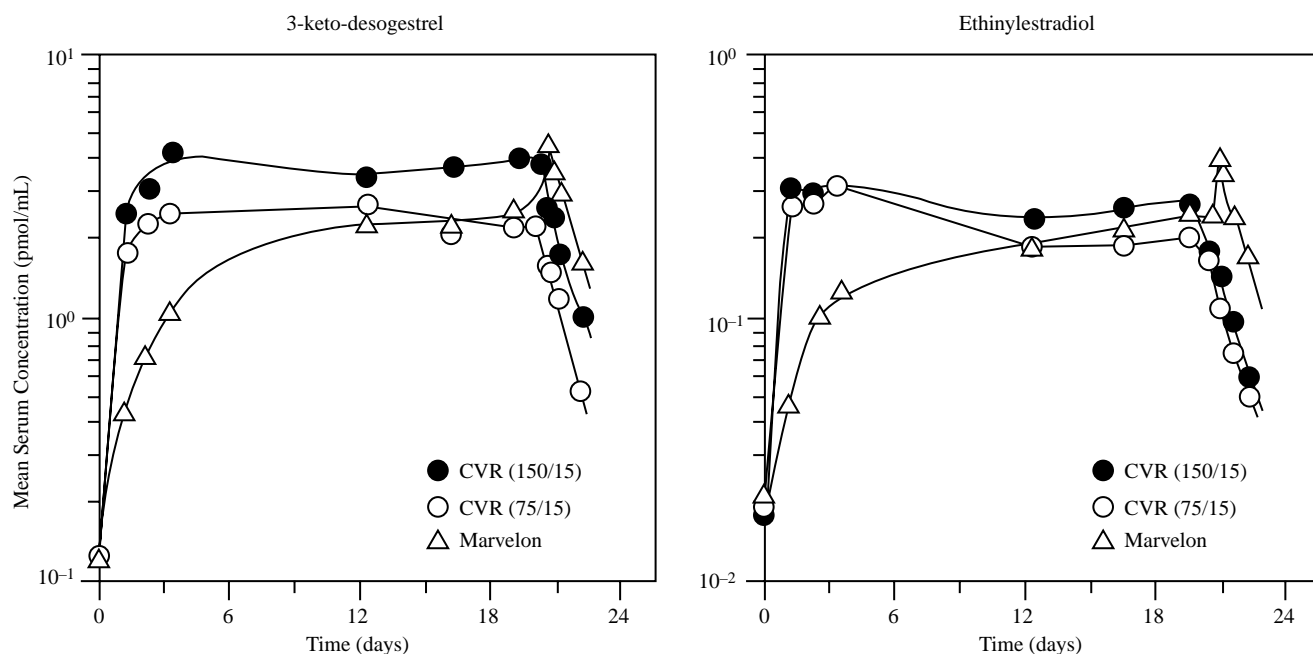 3-keto-desogestrel
10¹
10⁰
10⁻¹
Mean Serum Concentration (pmol/mL)
CVR (150/15)
CVR (75/15)
Marvelon
0 6 12 18 24
Time (days)
Ethinylestradiol
10⁰
10⁻¹
10⁻²
CVR (150/15)
CVR (75/15)
Marvelon
0 6 12 18 24
Time (days)